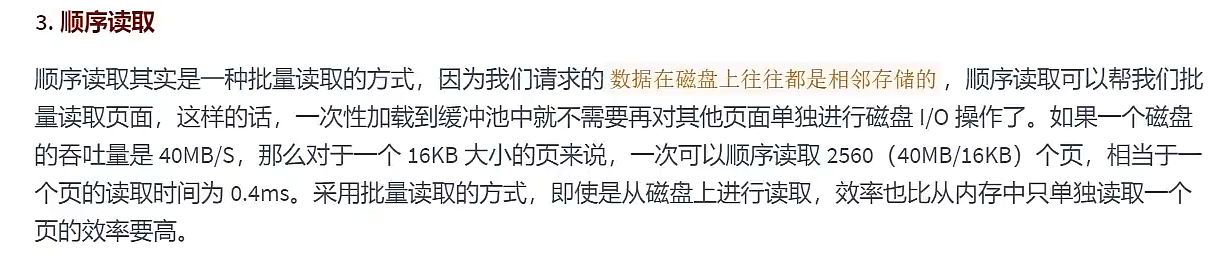 3. 顺序读取
顺序读取其实是一种批量读取的方式，因为我们请求的 数据在磁盘上往往都是相邻存储的 ，顺序读取可以帮我们批
量读取页面，这样的话，一次性加载到缓冲池中就不需要再对其他页面单独进行磁盘 I/O 操作了。如果一个磁盘
的吞吐量是 40MB/S，那么对于一个 16KB 大小的页来说，一次可以顺序读取 2560（40MB/16KB）个页，相当于一
个页的读取时间为 0.4ms。采用批量读取的方式，即使是从磁盘上进行读取，效率也比从内存中只单独读取一个
页的效率要高。